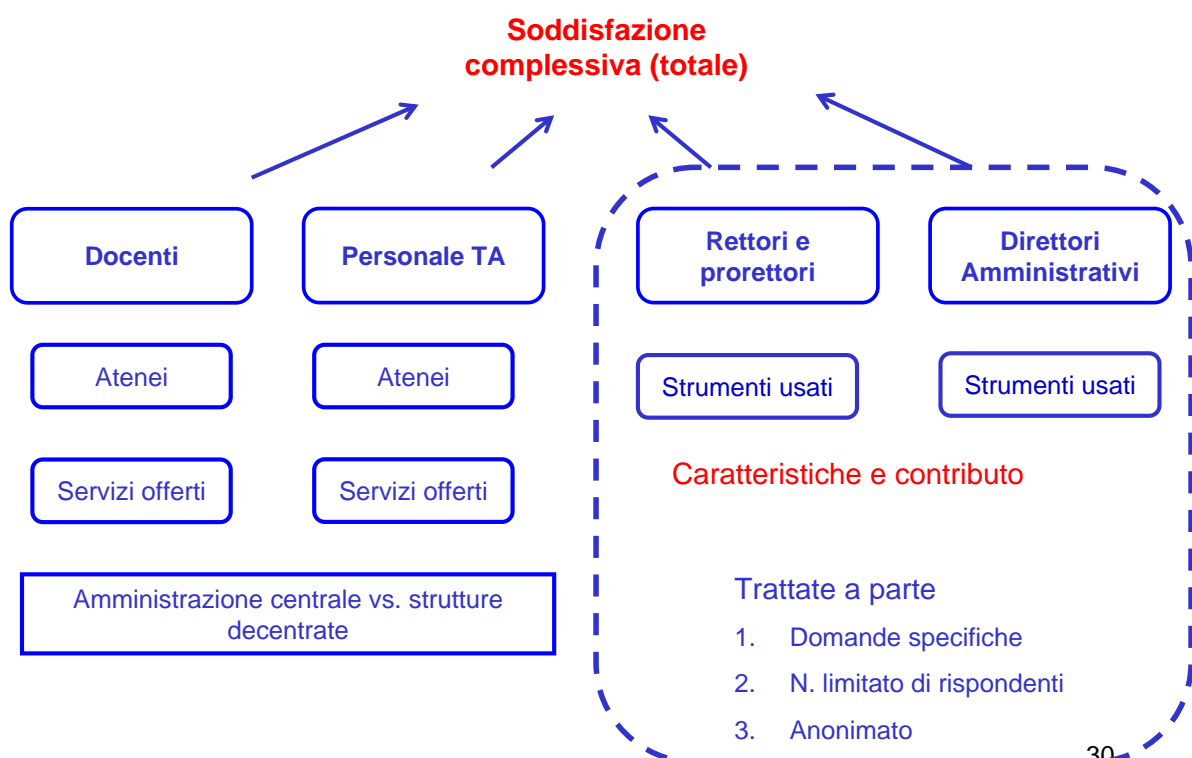 Soddisfazione
complessiva (totale)
Docenti
Personale TA
Rettori e
prorettori
Direttori
Amministrativi
Atenei
Atenei
Strumenti usati
Strumenti usati
Servizi offerti
Servizi offerti
Caratteristiche e contributo
Amministrazione centrale vs. strutture
decentrate
Trattate a parte
1. Domande specifiche
2. N. limitato di rispondenti
3. Anonimato
30